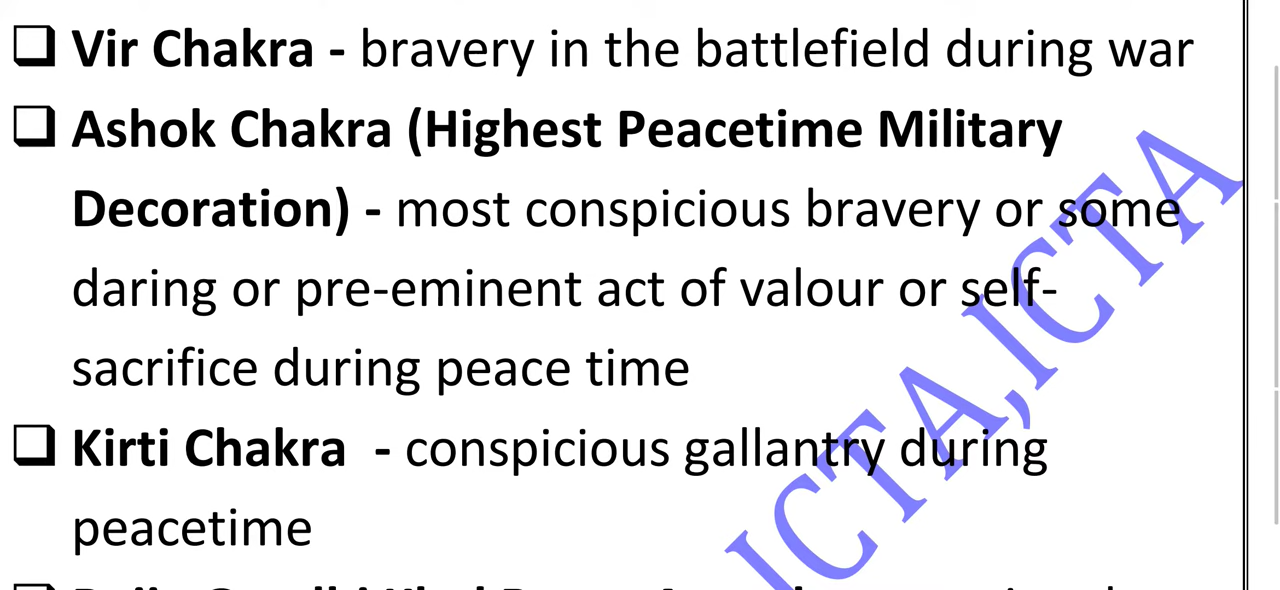 ❑ Vir Chakra - bravery in the battlefield during war
❑ Ashok Chakra (Highest Peacetime Military
Decoration) - most conspicious bravery or some
daring or pre-eminent act of valour or self-
sacrifice during peace time
❑ Kirti Chakra - conspicious gallantry during
peacetime
ICTA,ICTA